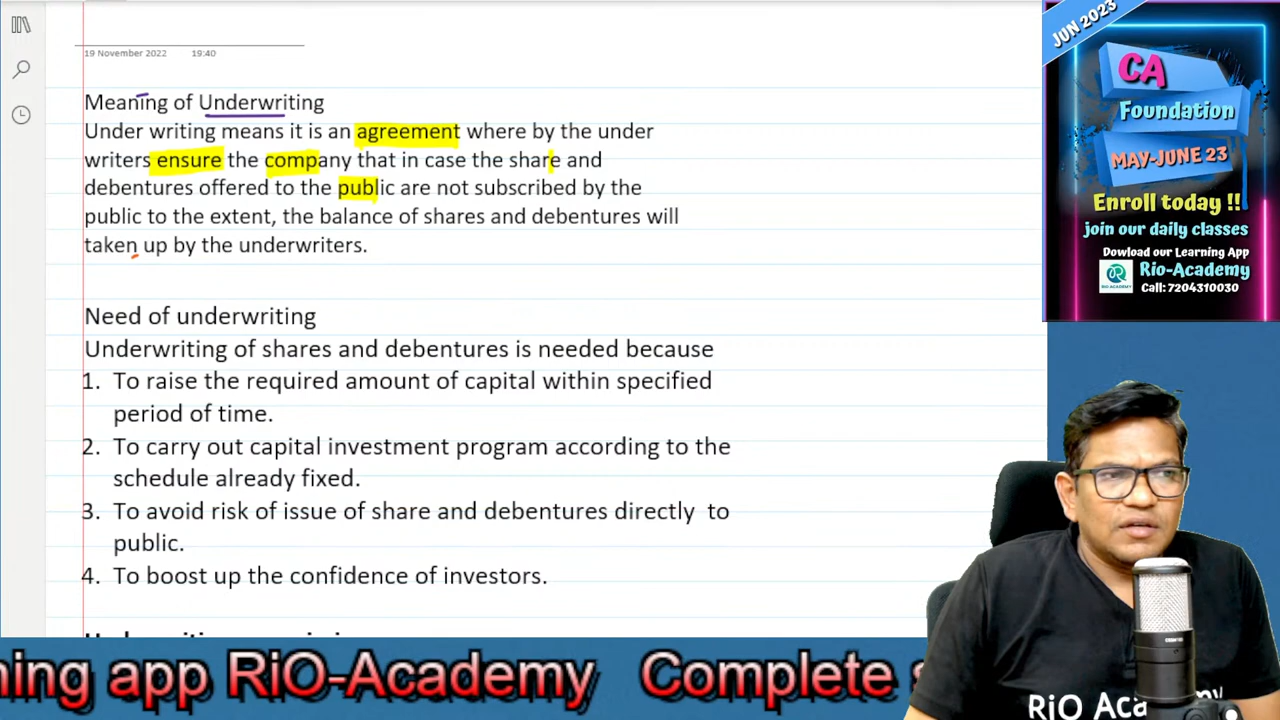 19 November 2022 19:40
Meaning of Underwriting
Under writing means it is an agreement where by the under
writers ensure the company that in case the share and
debentures offered to the public are not subscribed by the
public to the extent, the balance of shares and debentures will
taken up by the underwriters.
Need of underwriting
Underwriting of shares and debentures is needed because
1. To raise the required amount of capital within specified
period of time.
2. To carry out capital investment program according to the
schedule already fixed.
3. To avoid risk of issue of share and debentures directly to
public.
4. To boost up the confidence of investors.
JUN 2023
CA
Foundation
MAY-JUNE 23
Enroll today !!
join our daily classes
Dowload our Learning App
RIO ACADEMY
Rio-Academy
Call: 7204310030
app RiO-Academy Complete
RiO